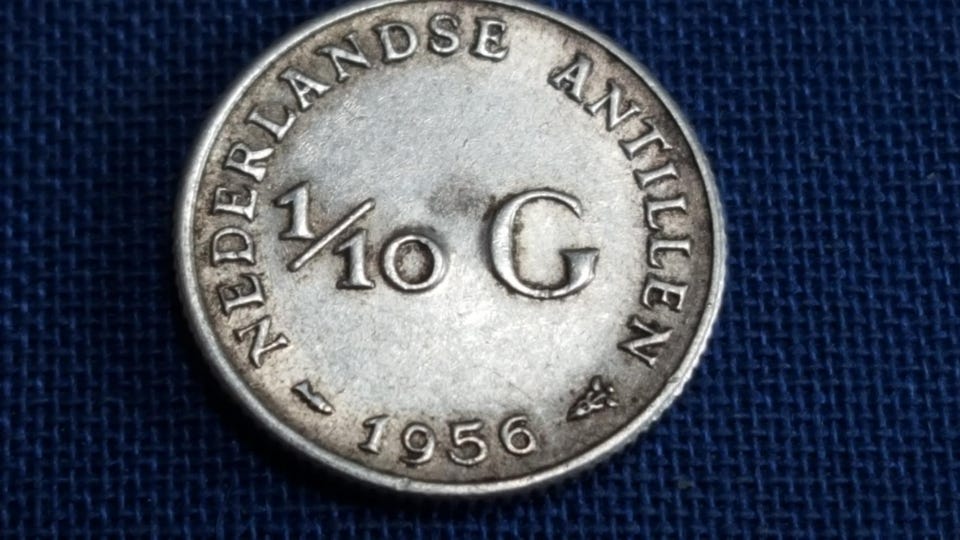 NEDERLANDSE ANTILLEN
1/10 G
1956